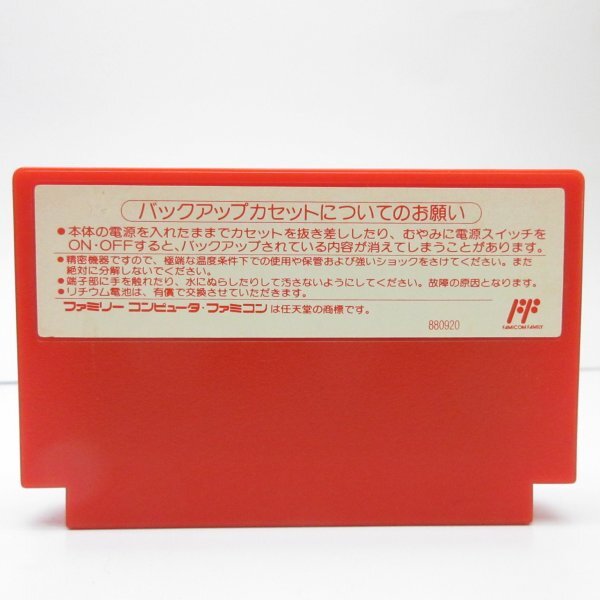 バックアップカセットについてのお願い
●本体の電源を入れたままでカセットを抜き差ししたり、むやみに電源スイッチを
ON・OFFすると、バックアップされている内容が消えてしまうことがあります。
●精密機器ですので、極端な温度条件下での使用や保管および強いショックをさけてください。また
絶対に分解しないでください。
●端子部に手を触れたり、水にぬらしたりして汚さないようにしてください。故障の原因となります。
●リチウム電池は、有償で交換させていただきます。
ファミリー コンピュータ・ファミコンは任天堂の商標です。
880920
FAMICOM FAMILY